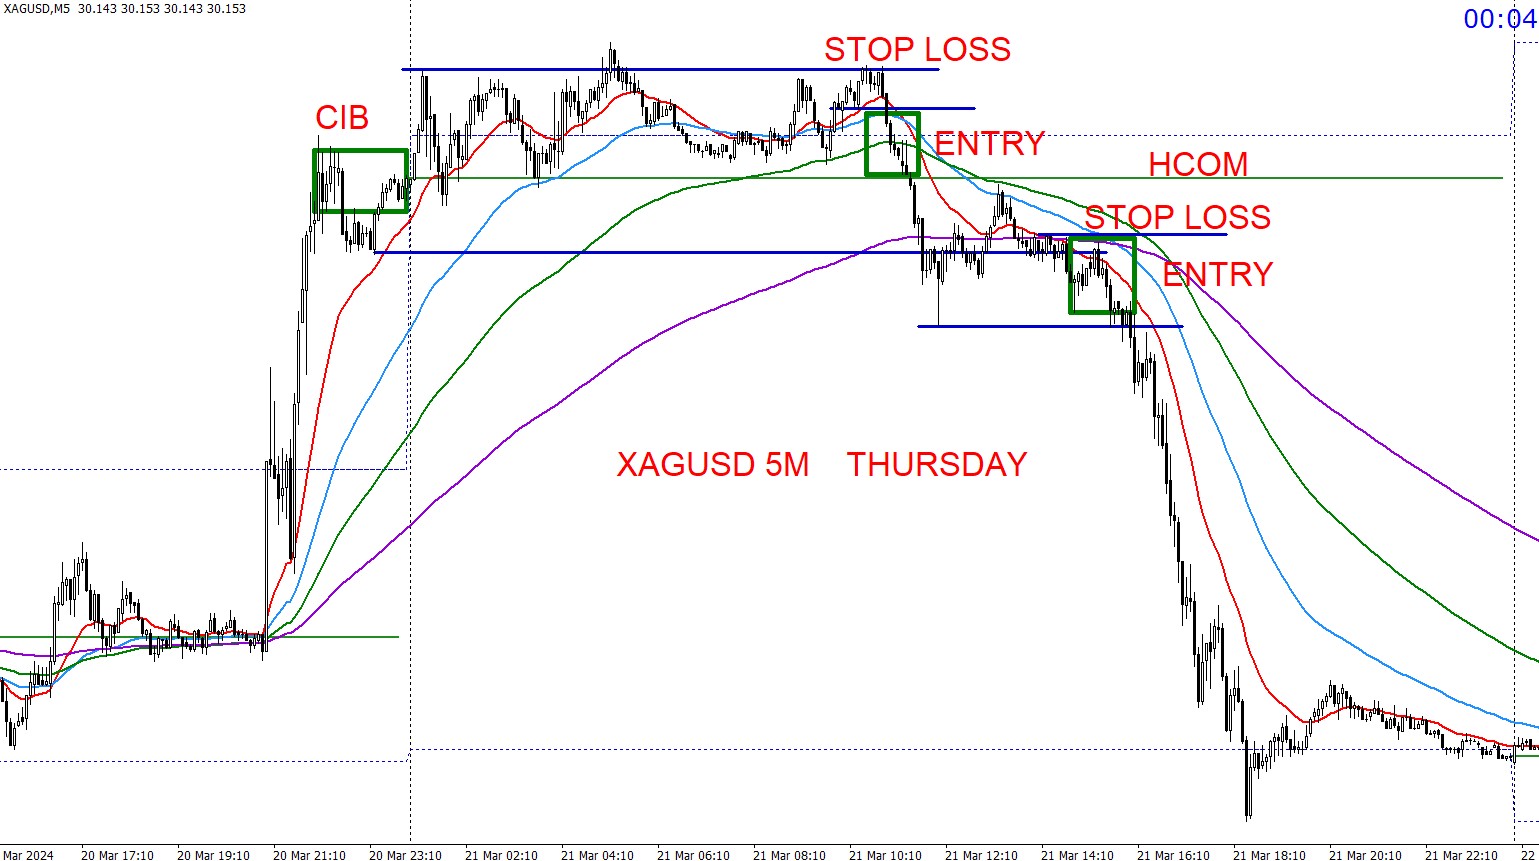 XAGUSD,M5 30.143 30.153 30.143 30.153
00:04
STOP LOSS
CIB
ENTRY
HCOM
STOP LOSS
ENTRY
XAGUSD 5M THURSDAY
Mar 2024 20 Mar 17:10 20 Mar 19:10 20 Mar 21:10 20 Mar 23:10 21 Mar 02:10 21 Mar 04:10 21 Mar 06:10 21 Mar 08:10 21 Mar 10:10 21 Mar 12:10 21 Mar 14:10 21 Mar 16:10 21 Mar 18:10 21 Mar 20:10 21 Mar 22:10 22